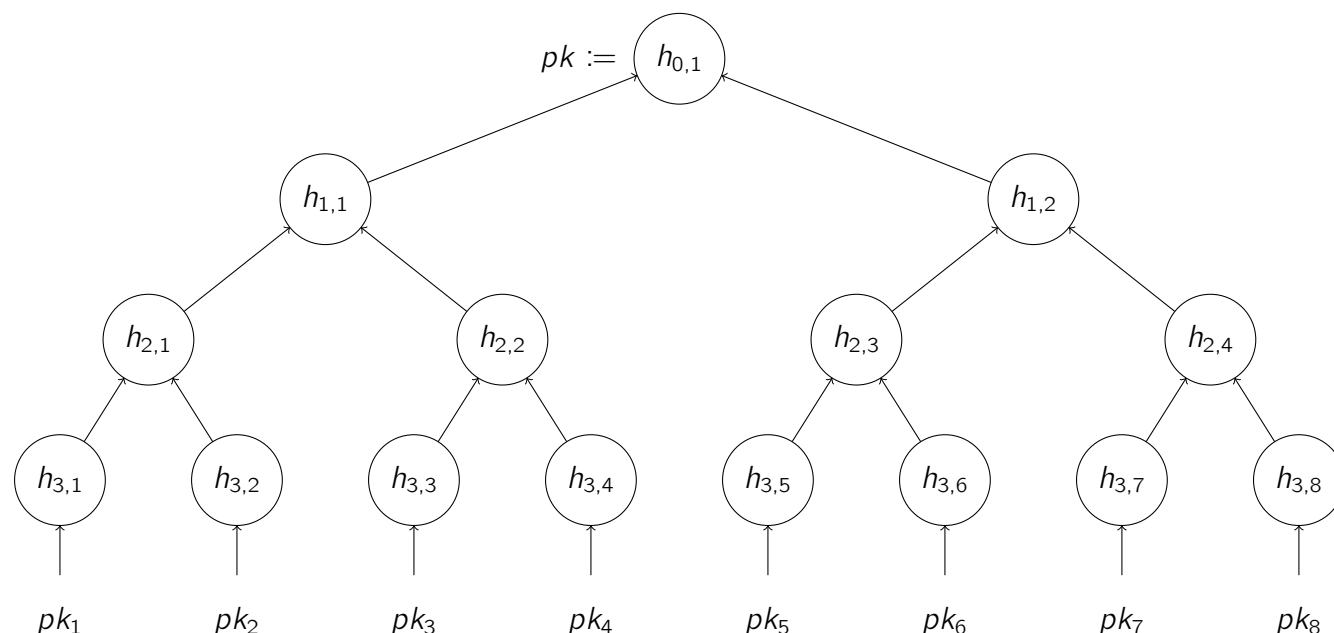 pk := h₀,₁
h₁,₁ h₁,₂
h₂,₁ h₂,₂ h₂,₃ h₂,₄
h₃,₁ h₃,₂ h₃,₃ h₃,₄ h₃,₅ h₃,₆ h₃,₇ h₃,₈
pk₁ pk₂ pk₃ pk₄ pk₅ pk₆ pk₇ pk₈